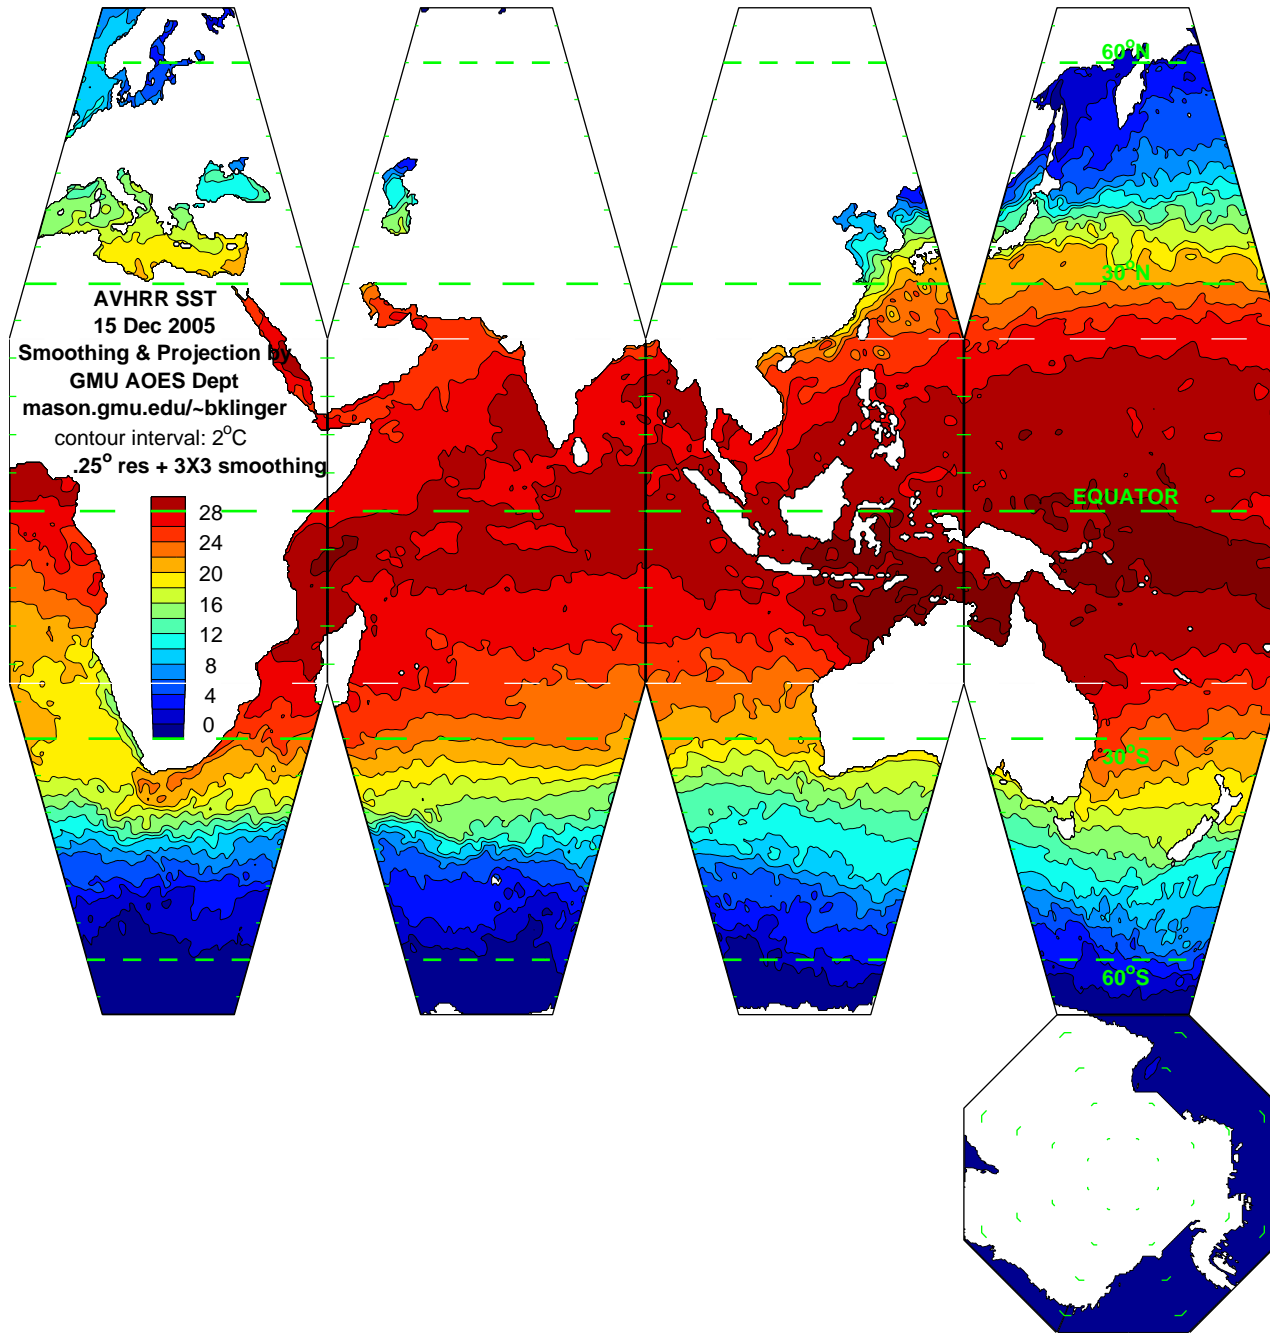 60°N
30°N
AVHRR SST
15 Dec 2005
Smoothing & Projection by
GMU AOES Dept
mason.gmu.edu/~bklinger
contour interval: 2°C
.25° res + 3X3 smoothing
EQUATOR
28
24
20
16
12
8
4
0
30°S
60°S